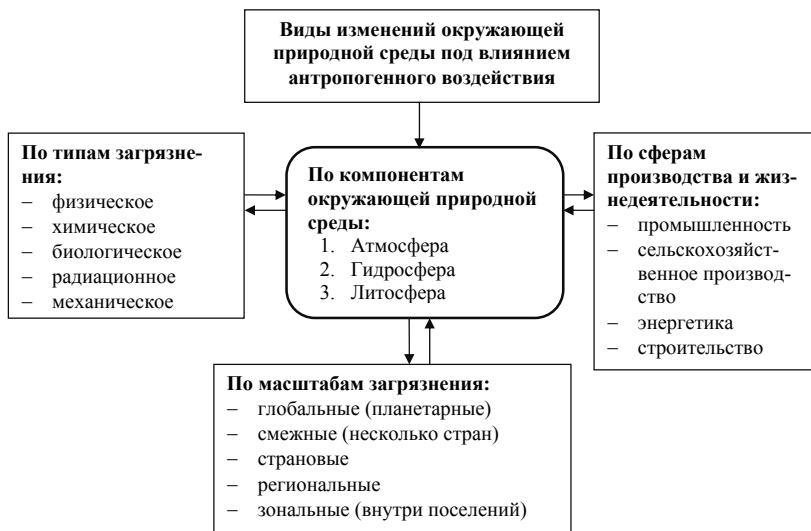 Виды изменений окружающей
природной среды под влиянием
антропогенного воздействия
По типам загрязне-
ния:
– физическое
– химическое
– биологическое
– радиационное
– механическое
По компонентам
окружающей природной
среды:
1. Атмосфера
2. Гидросфера
3. Литосфера
По сферам
производства и жиз-
недеятельности:
– промышленность
– сельскохозяйст-
венное производ-
ство
– энергетика
– строительство
По масштабам загрязнения:
– глобальные (планетарные)
– смежные (несколько стран)
– страновые
– региональные
– зональные (внутри поселений)